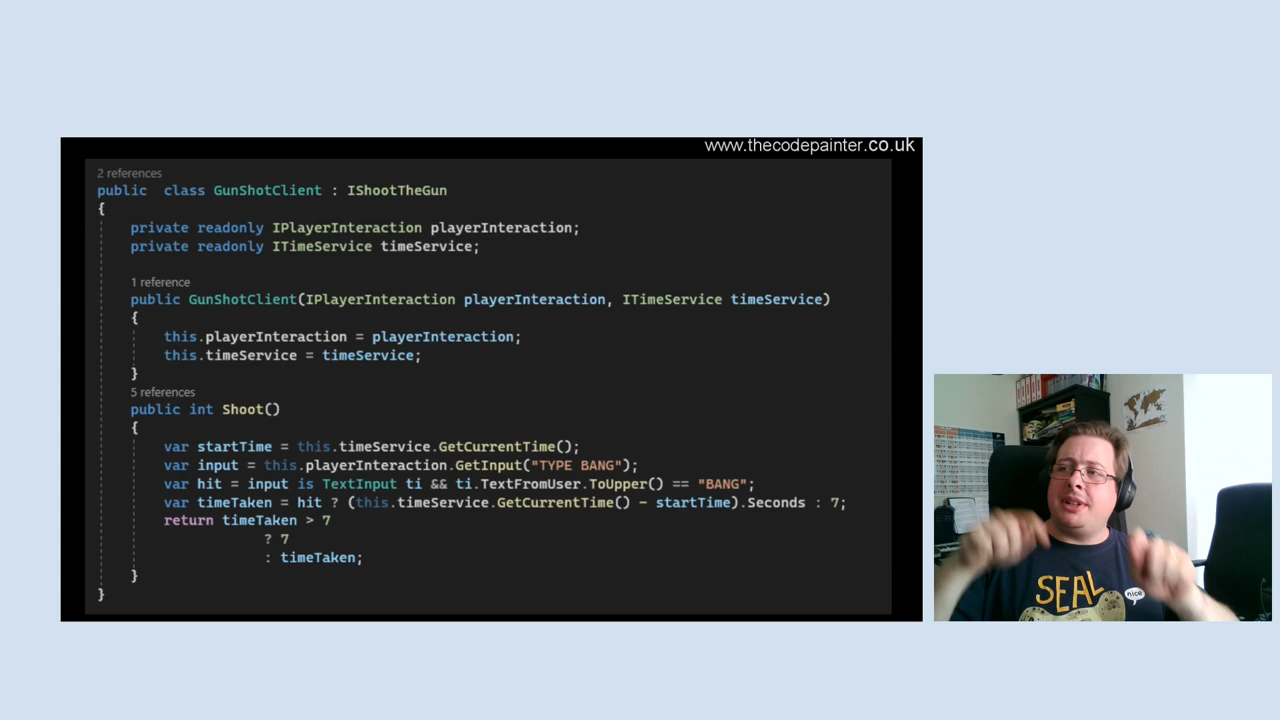 www.thecodepainter.co.uk
2 references
public class GunShotClient : IShootTheGun
{
private readonly IPlayerInteraction playerInteraction;
private readonly ITimeService timeService;
1 reference
public GunShotClient(IPlayerInteraction playerInteraction, ITimeService timeService)
{
this.playerInteraction = playerInteraction;
this.timeService = timeService;
}
5 references
public int Shoot()
{
var startTime = this.timeService.GetCurrentTime();
var input = this.playerInteraction.GetInput("TYPE BANG");
var hit = input is TextInput ti && ti.TextFromUser.ToUpper() == "BANG";
var timeTaken = hit ? (this.timeService.GetCurrentTime() - startTime).Seconds : 7;
return timeTaken > 7
? 7
: timeTaken;
}
}
SEAL
nice